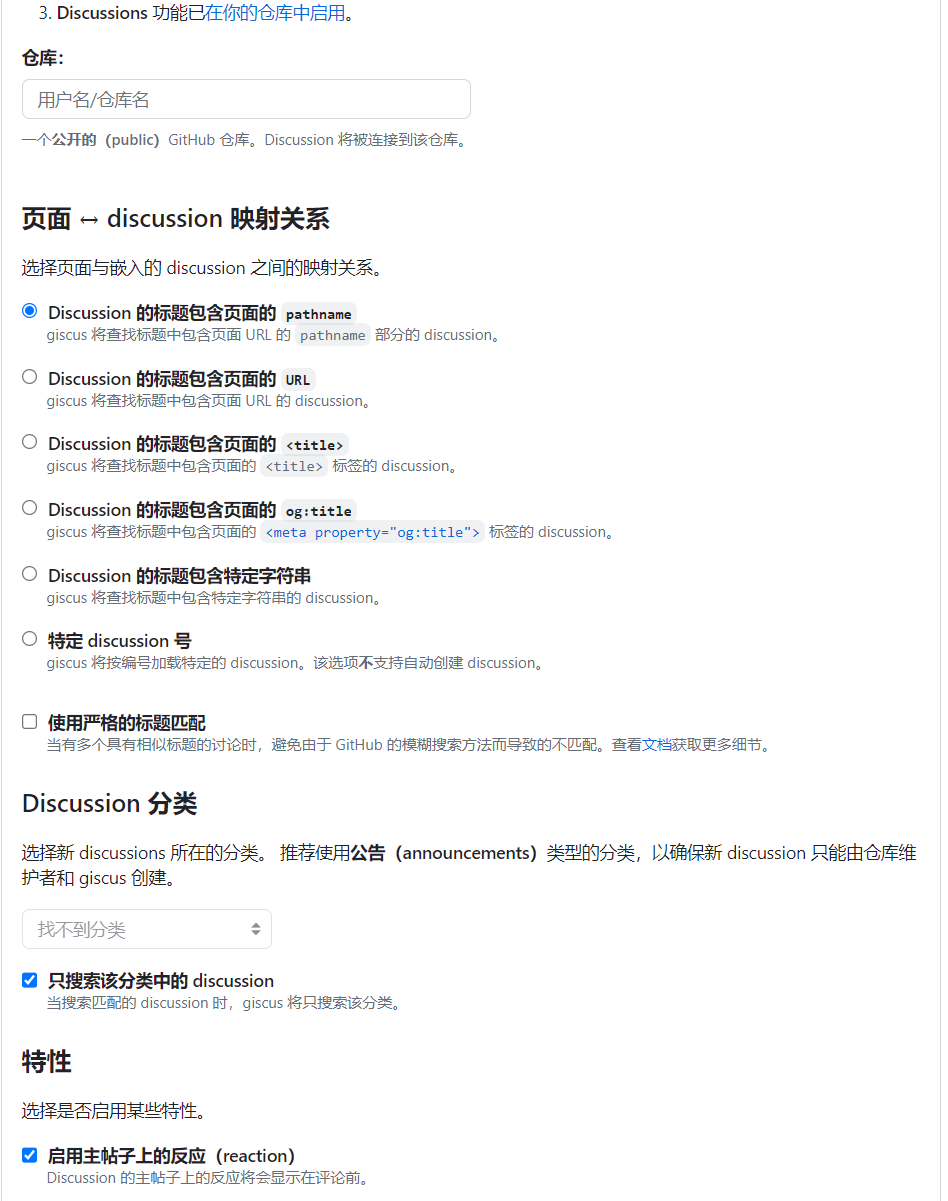 3. Discussions 功能已在你的仓库中启用。
仓库：
用户名/仓库名
一个公开的（public）GitHub 仓库。Discussion 将被连接到该仓库。
页面 ↔ discussion 映射关系
选择页面与嵌入的 discussion 之间的映射关系。
Discussion 的标题包含页面的 pathname
giscus 将查找标题中包含页面 URL 的 pathname 部分的 discussion。
Discussion 的标题包含页面的 URL
giscus 将查找标题中包含页面 URL 的 discussion。
Discussion 的标题包含页面的 <title>
giscus 将查找标题中包含页面的 <title> 标签的 discussion。
Discussion 的标题包含页面的 og:title
giscus 将查找标题中包含页面的 <meta property="og:title"> 标签的 discussion。
Discussion 的标题包含特定字符串
giscus 将查找标题中包含特定字符串的 discussion。
特定 discussion 号
giscus 将按编号加载特定的 discussion。该选项不支持自动创建 discussion。
使用严格的标题匹配
当有多个具有相似标题的讨论时，避免由于 GitHub 的模糊搜索方法而导致的不匹配。查看文档获取更多细节。
Discussion 分类
选择新 discussions 所在的分类。 推荐使用公告（announcements）类型的分类，以确保新 discussion 只能由仓库维
护者和 giscus 创建。
找不到分类
只搜索该分类中的 discussion
当搜索匹配的 discussion 时，giscus 将只搜索该分类。
特性
选择是否启用某些特性。
启用主帖子上的反应（reaction）
Discussion 的主帖子上的反应将会显示在评论前。